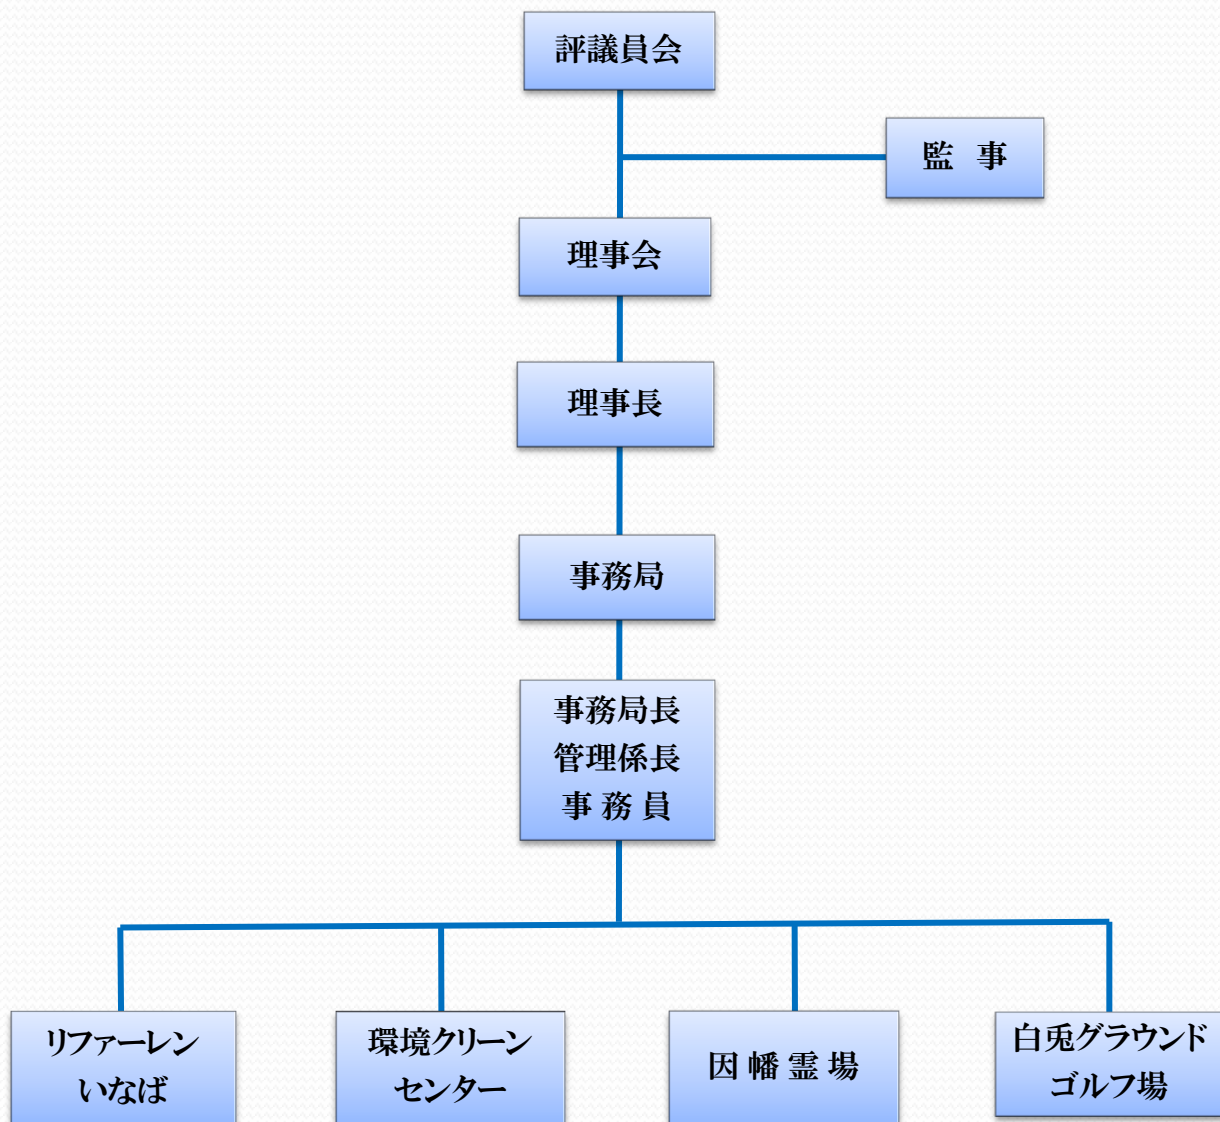 評議員会
監 事
理事会
理事長
事務局
事務局長
管理係長
事 務 員
リファーレン
いなば
環境クリーン
センター
因 幡 霊 場
白兎グラウンド
ゴルフ場